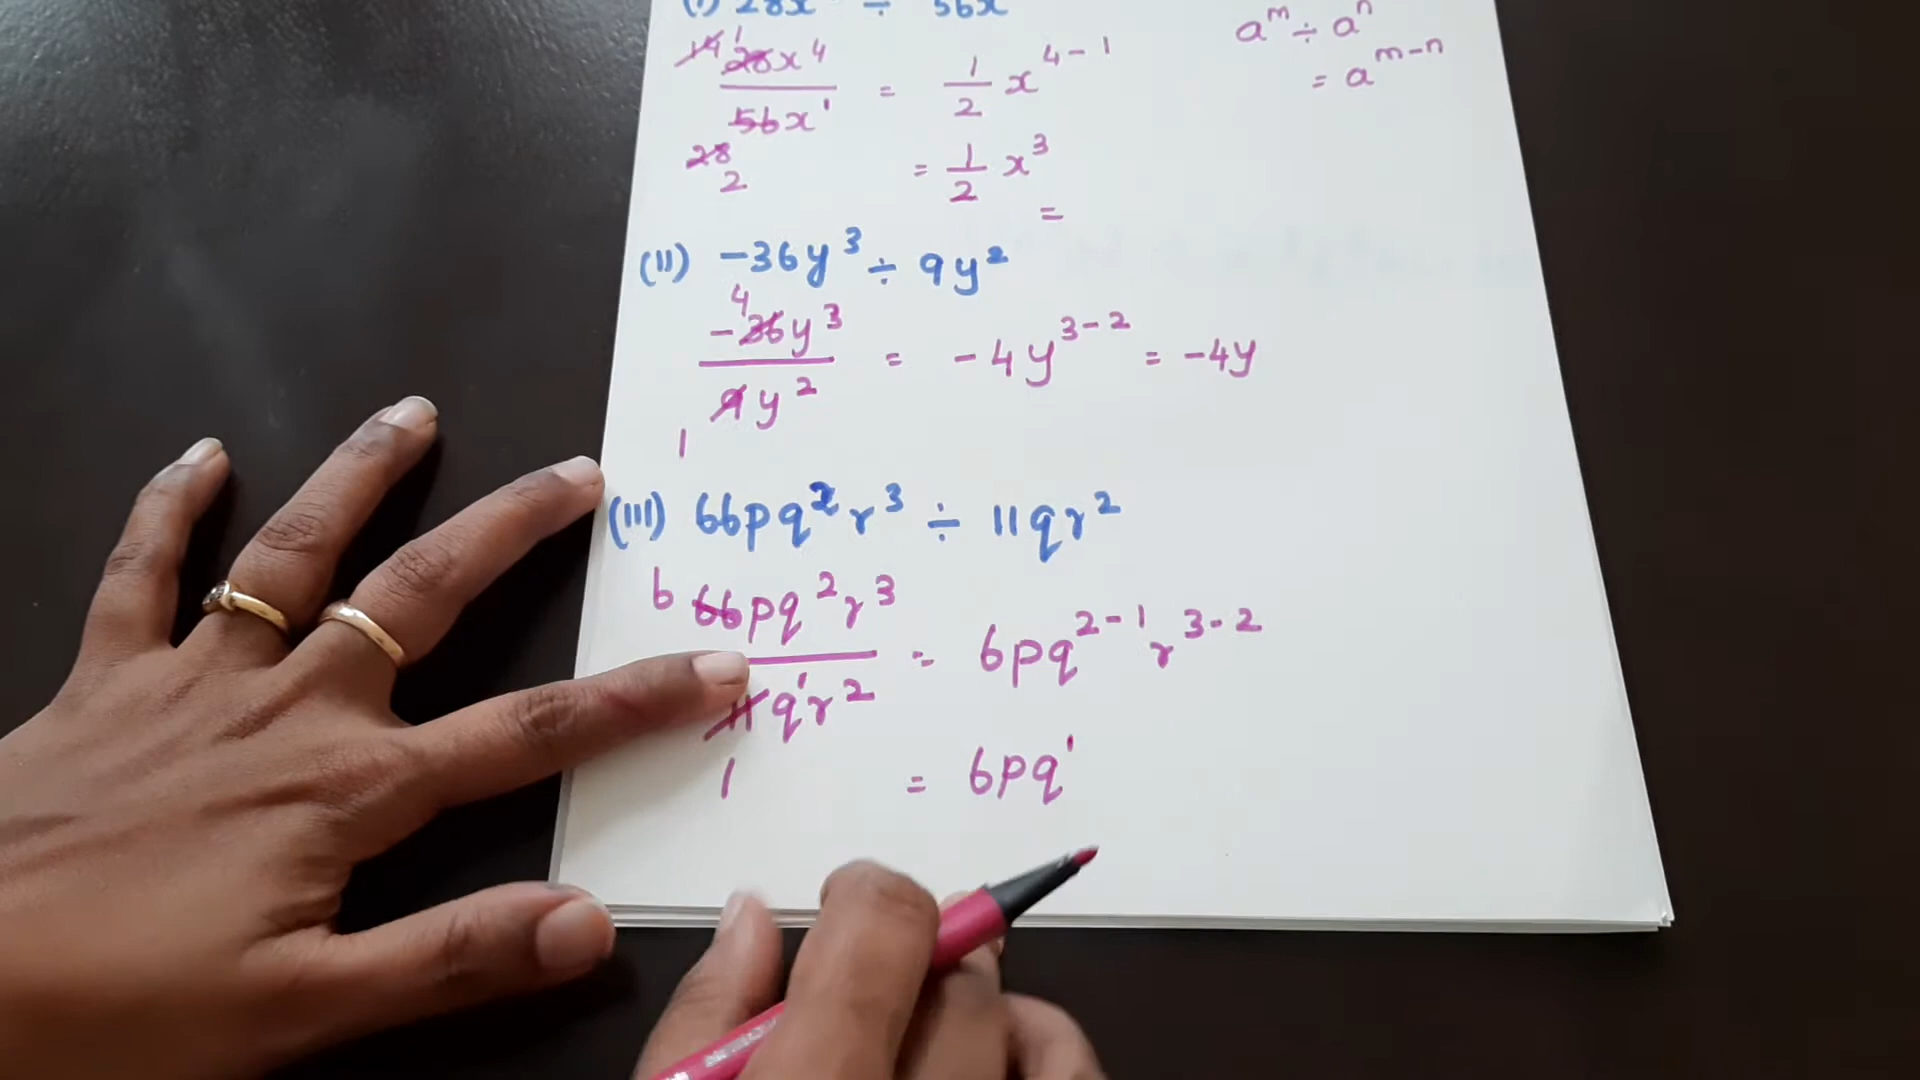 (i) 28x ÷ 56x
a^m ÷ a^n
= a^{m-n}
14 1
28x^4 / 56x^1 = 1/2 x^{4-1}
28
2
= 1/2 x^3
=
(II) -36y^3 ÷ 9y^2
4
-36y^3 / 9y^2 = -4y^{3-2} = -4y
1
(III) 66pq^2r^3 ÷ 11qr^2
6 66pq^2r^3 / 11q^1r^2 = 6pq^{2-1}r^{3-2}
1
= 6pq^1